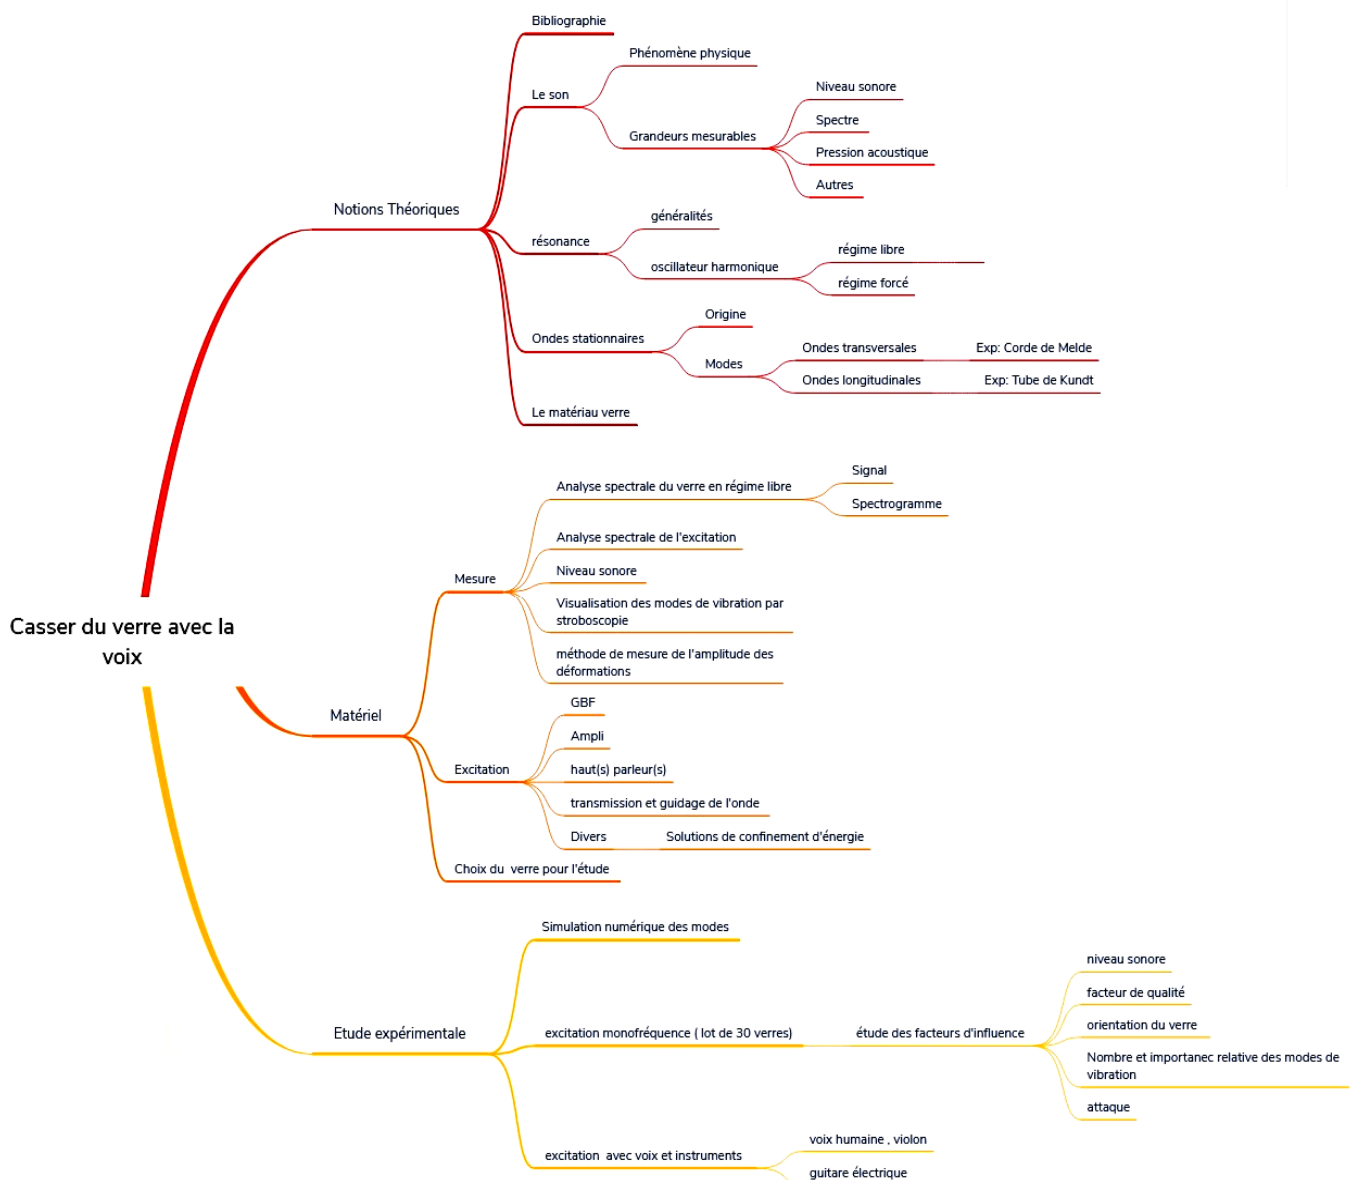 Casser du verre avec la
voix
Notions Théoriques
Bibliographie
Le son
Phénomène physique
Grandeurs mesurables
Niveau sonore
Spectre
Pression acoustique
Autres
résonance
généralités
oscillateur harmonique
régime libre
régime forcé
Ondes stationnaires
Origine
Modes
Ondes transversales
Exp: Corde de Melde
Ondes longitudinales
Exp: Tube de Kundt
Le matériau verre
Matériel
Mesure
Analyse spectrale du verre en régime libre
Signal
Spectrogramme
Analyse spectrale de l'excitation
Niveau sonore
Visualisation des modes de vibration par
stroboscopie
méthode de mesure de l'amplitude des
déformations
Excitation
GBF
Ampli
haut(s) parleur(s)
transmission et guidage de l'onde
Divers
Solutions de confinement d'énergie
Choix du verre pour l'étude
Etude expérimentale
Simulation numérique des modes
excitation monofréquence ( lot de 30 verres)
étude des facteurs d'influence
niveau sonore
facteur de qualité
orientation du verre
Nombre et importanec relative des modes de
vibration
attaque
excitation avec voix et instruments
voix humaine , violon
guitare électrique